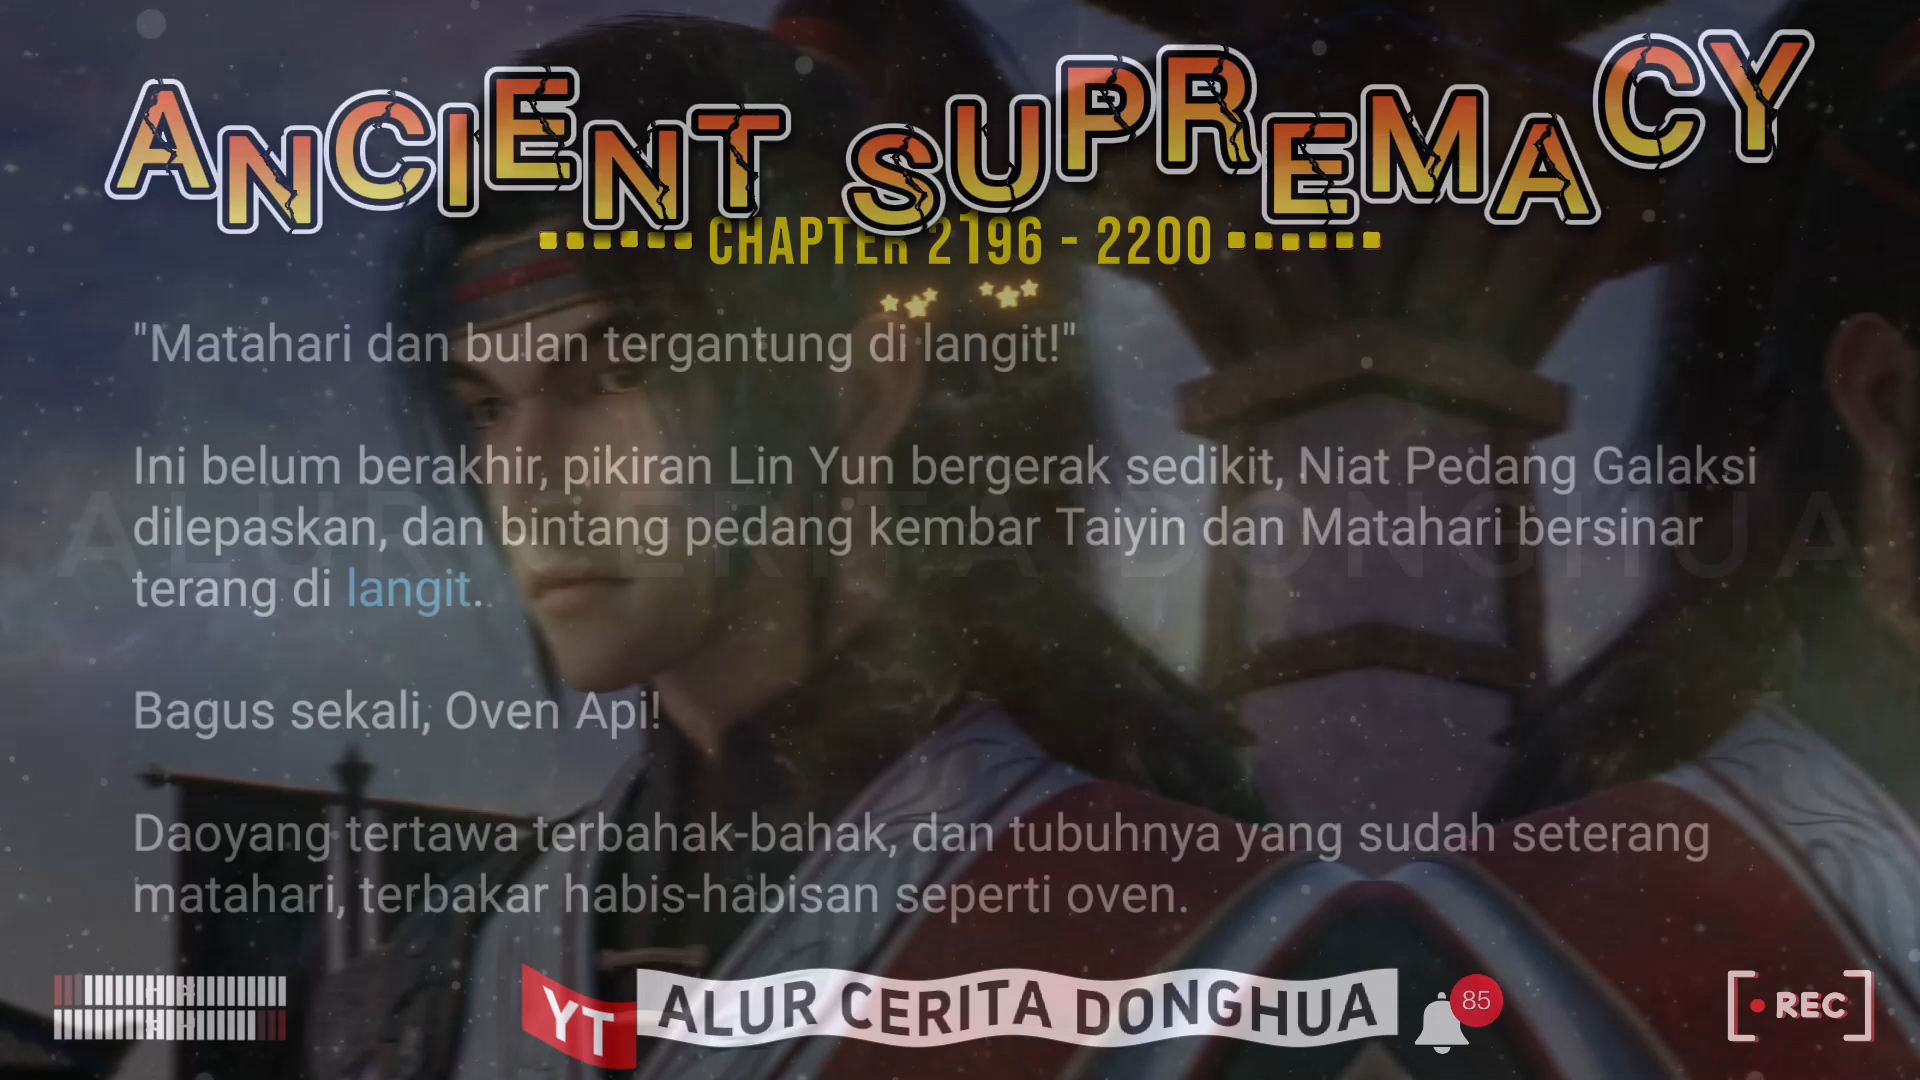 ANCIENT SUPREMACY
CHAPTER 2196 - 2200
"Matahari dan bulan tergantung di langit!"
Ini belum berakhir, pikiran Lin Yun bergerak sedikit, Niat Pedang Galaksi
dilepaskan, dan bintang pedang kembar Taiyin dan Matahari bersinar
terang di langit.
ALUR CERITA DONGHUA
Bagus sekali, Oven Api!
Daoyang tertawa terbahak-bahak, dan tubuhnya yang sudah seterang
matahari, terbakar habis-habisan seperti oven.
YT ALUR CERITA DONGHUA 85
REC